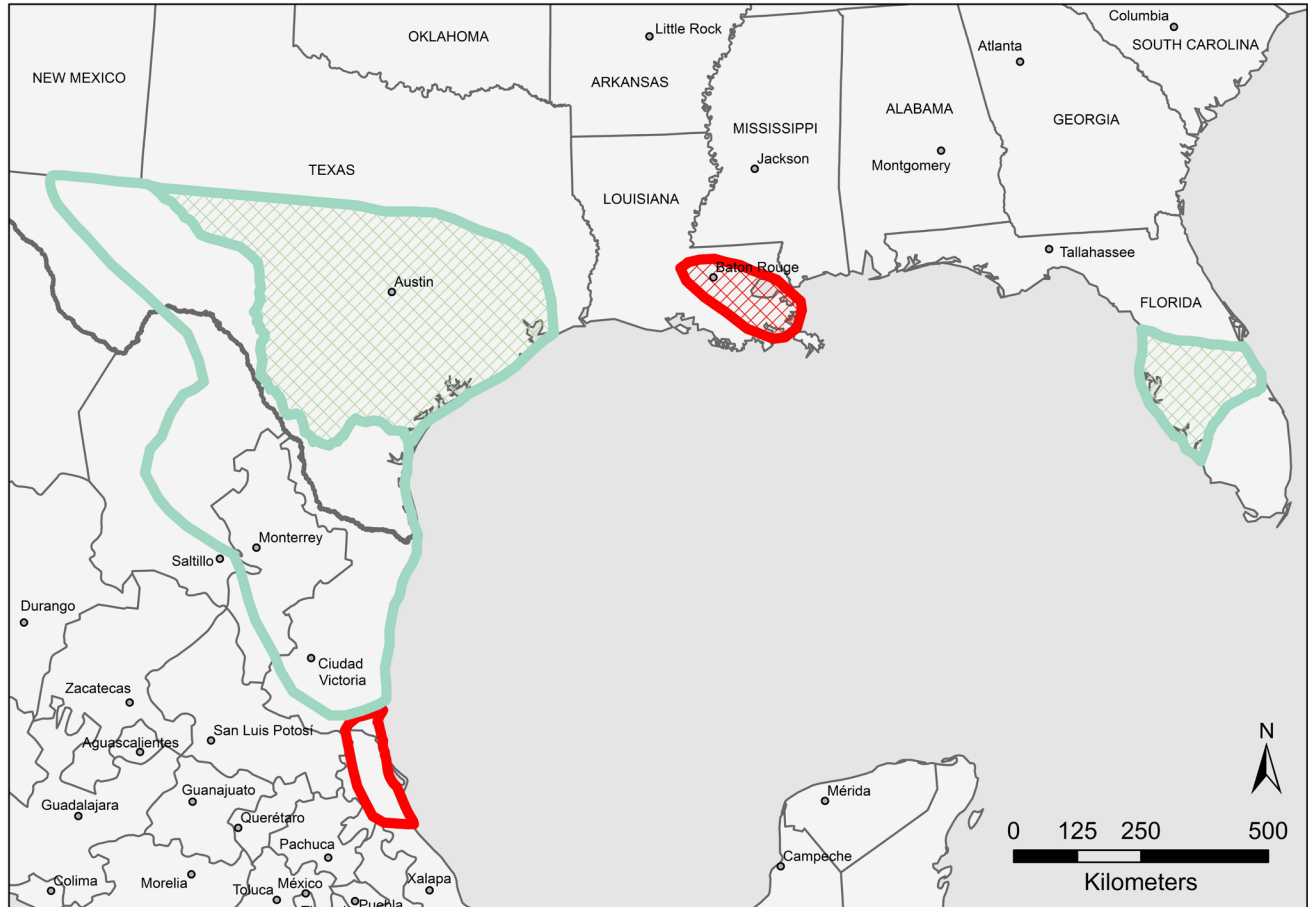 Columbia
OKLAHOMA
Little Rock
SOUTH CAROLINA
Atlanta
NEW MEXICO
ARKANSAS
ALABAMA
GEORGIA
MISSISSIPPI
Jackson
Montgomery
TEXAS
LOUISIANA
Tallahassee
Baton Rouge
Austin
FLORIDA
Monterrey
Saltillo
Durango
Ciudad
Victoria
Zacatecas
San Luis Potosí
Aguascalientes
N
Mérida
Guanajuato
Guadalajara
Querétaro
0 125 250 500
Pachuca
Campeche
Kilometers
Colima
Morelia
Toluca
México
Xalapa
Puebla